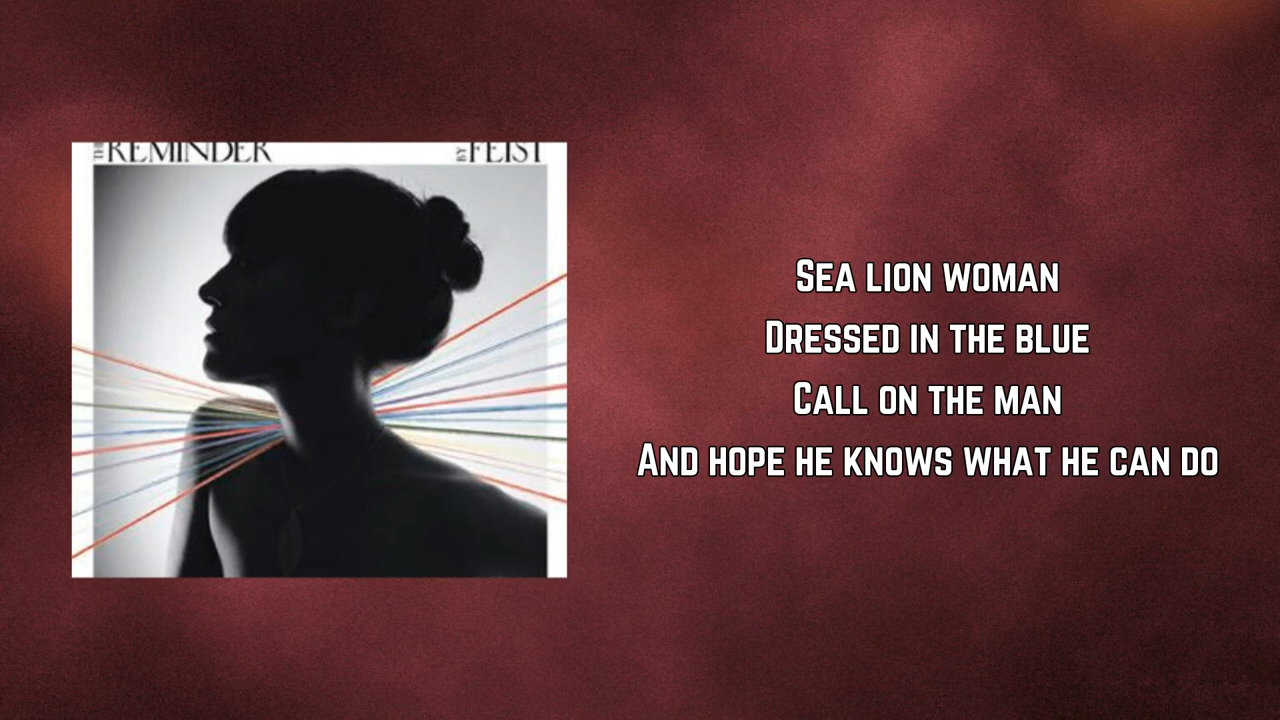 THE REMINDER BY FEIST
SEA LION WOMAN
DRESSED IN THE BLUE
CALL ON THE MAN
AND HOPE HE KNOWS WHAT HE CAN DO